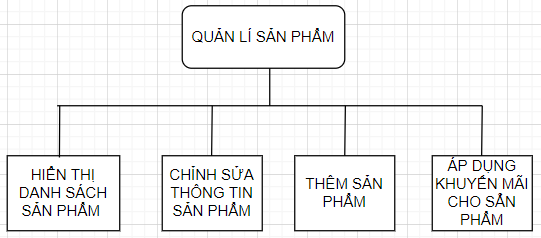 QUẢN LÍ SẢN PHẨM
HIỂN THỊ
DANH SÁCH
SẢN PHẨM
CHỈNH SỬA
THÔNG TIN
SẢN PHẨM
THÊM SẢN
PHẨM
ÁP DỤNG
KHUYẾN MÃI
CHO SẢN
PHẨM